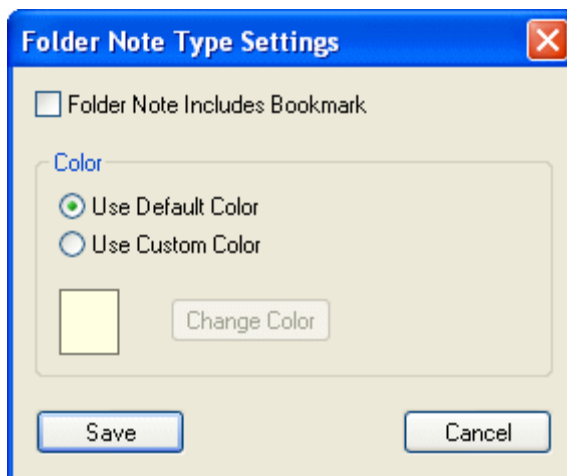 Folder Note Type Settings
Folder Note Includes Bookmark
Color
Use Default Color
Use Custom Color
Change Color
Save Cancel